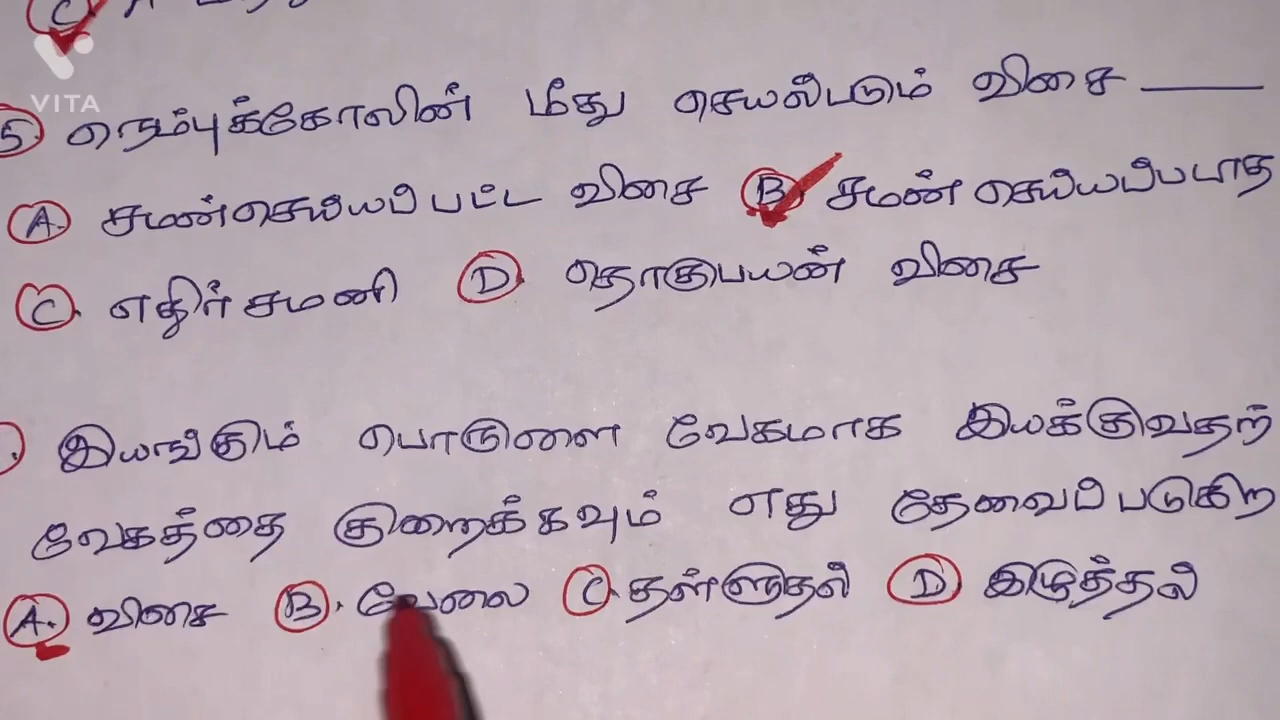 C
VITA
5. நெம்புக்கோலின் மீது செயல்படும் விசை ____
A. சமன்செய்யப்பட்ட விசை B. சமன் செய்யப்படாத
C. எதிர் சமனி D. தொகுபயன் விசை
இயங்கும் பொருளை வேகமாக இயக்குவதற்
வேகத்தை குறைக்கவும் எது தேவைப்படுகிற
A. விசை B. வேலை C. தள்ளுதல் D. இழுத்தல்